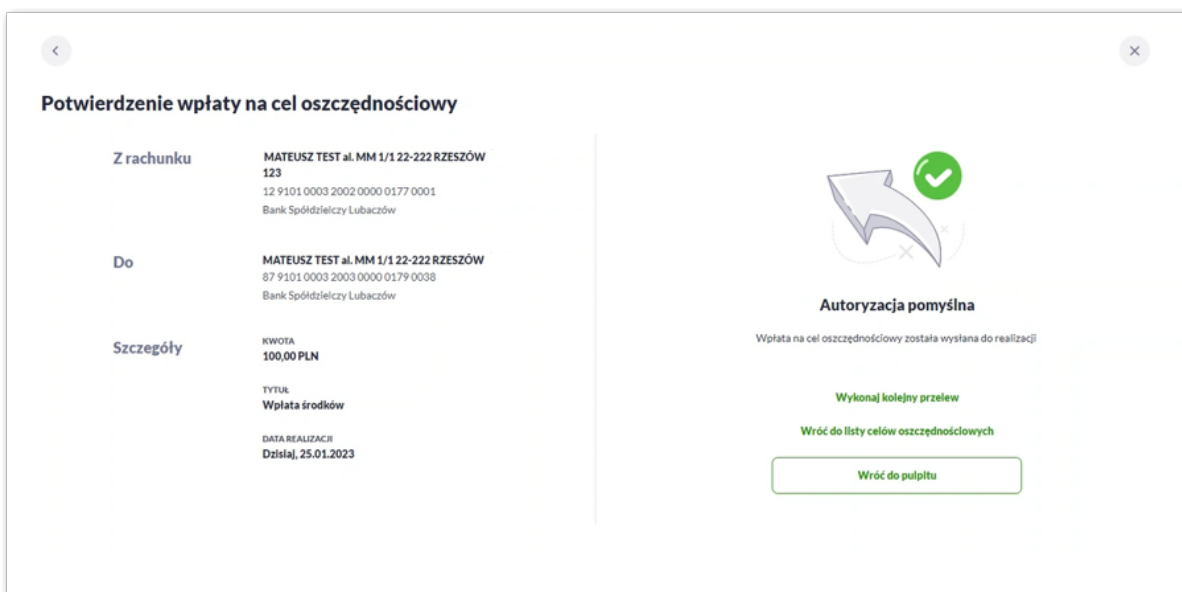 Potwierdzenie wpłaty na cel oszczędnościowy
Z rachunku
MATEUSZ TEST al. MM 1/1 22-222 RZESZÓW
123
12 9101 0003 2002 0000 0177 0001
Bank Spółdzielczy Lubaczów
Do
MATEUSZ TEST al. MM 1/1 22-222 RZESZÓW
87 9101 0003 2003 0000 0179 0038
Bank Spółdzielczy Lubaczów
Szczegóły
KWOTA
100,00 PLN
TYTUŁ
Wpłata środków
DATA REALIZACJI
Dzisiaj, 25.01.2023
Autoryzacja pomyślna
Wpłata na cel oszczędnościowy została wysłana do realizacji
Wykonaj kolejny przelew
Wróć do listy celów oszczędnościowych
Wróć do pulpitu